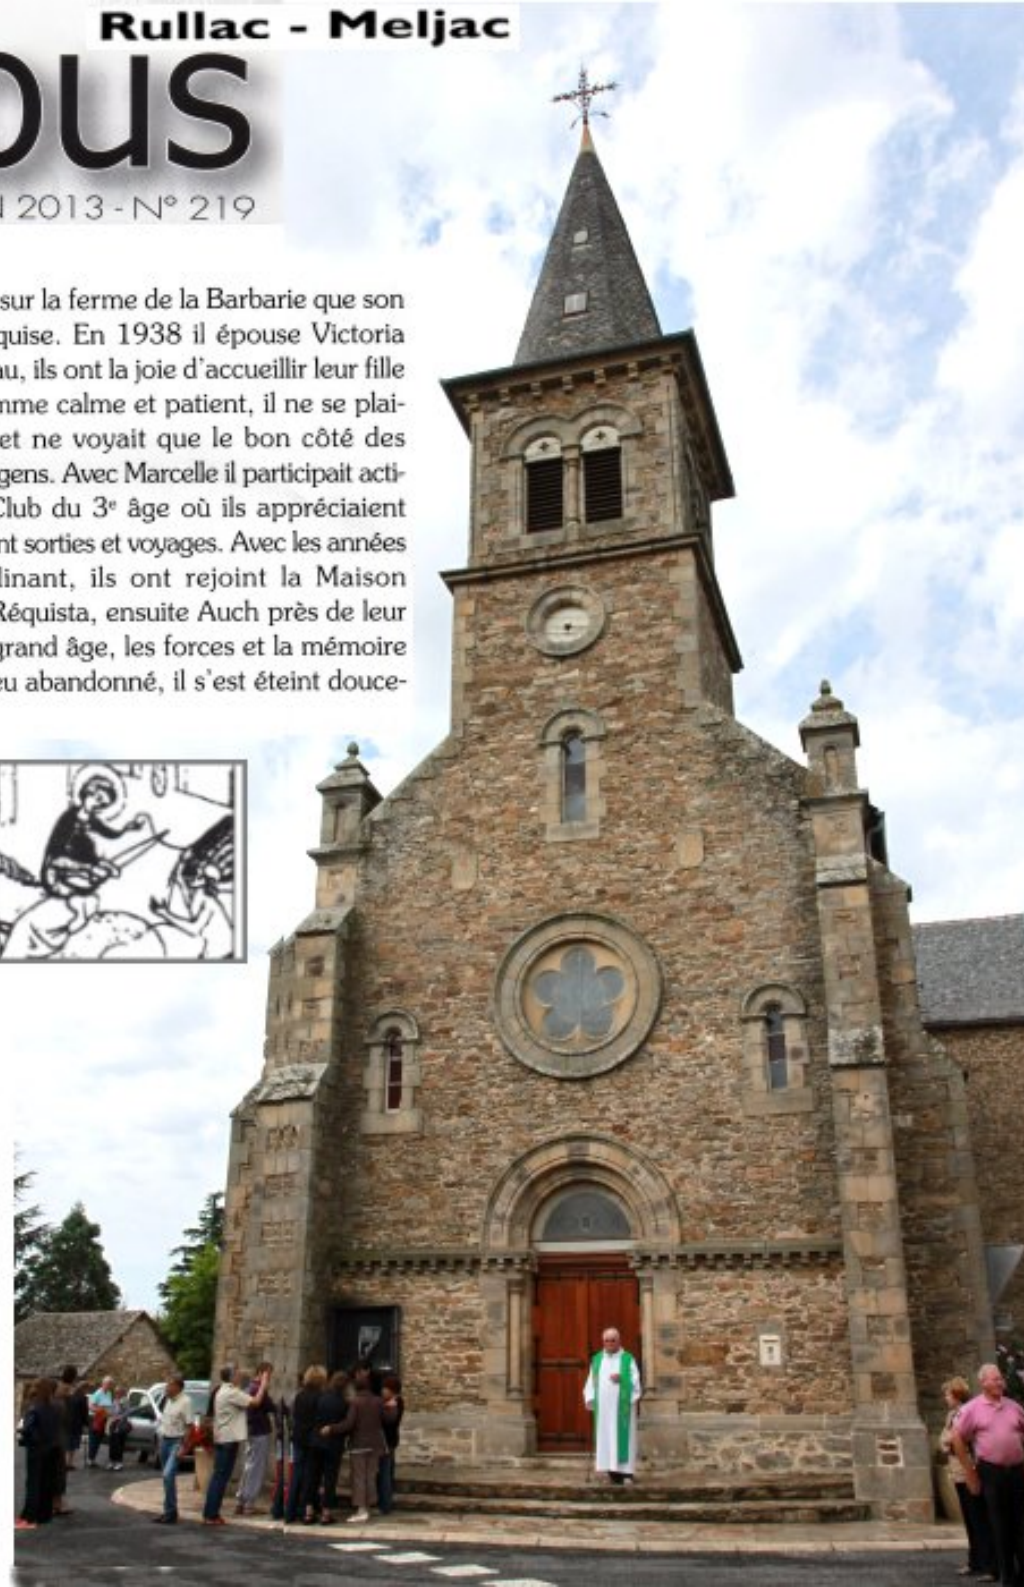 Rullac - Meljac
ous
2013 - N° 219
sur la ferme de la Barbarie que son
quise. En 1938 il épouse Victoria
au, ils ont la joie d'accueillir leur fille
mme calme et patient, il ne se plai-
et ne voyait que le bon côté des
gens. Avec Marcelle il participait acti-
Club du 3e âge où ils appréciaient
nt sorties et voyages. Avec les années
linant, ils ont rejoint la Maison
Réquista, ensuite Auch près de leur
grand âge, les forces et la mémoire
eu abandonné, il s'est éteint douce-